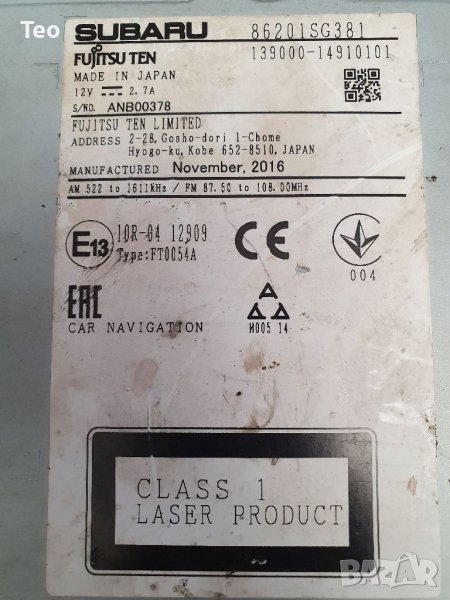 Teo
SUBARU 86201SG381
FUJITSU TEN 139000-14910101
MADE IN JAPAN
12V ⎓ 2.7A
S/NO. ANB00378
FUJITSU TEN LIMITED
ADDRESS 2-28, Gosho-dori 1-Chome
Hyogo-ku, Kobe 652-8510, JAPAN
MANUFACTURED November, 2016
AM 522 to 1611kHz / FM 87.50 to 108.00MHz
E13 10R-04 12909
Type:FT0054A
CE
004
EAC
CAR NAVIGATION
M005 14
CLASS 1
LASER PRODUCT
BAZAR